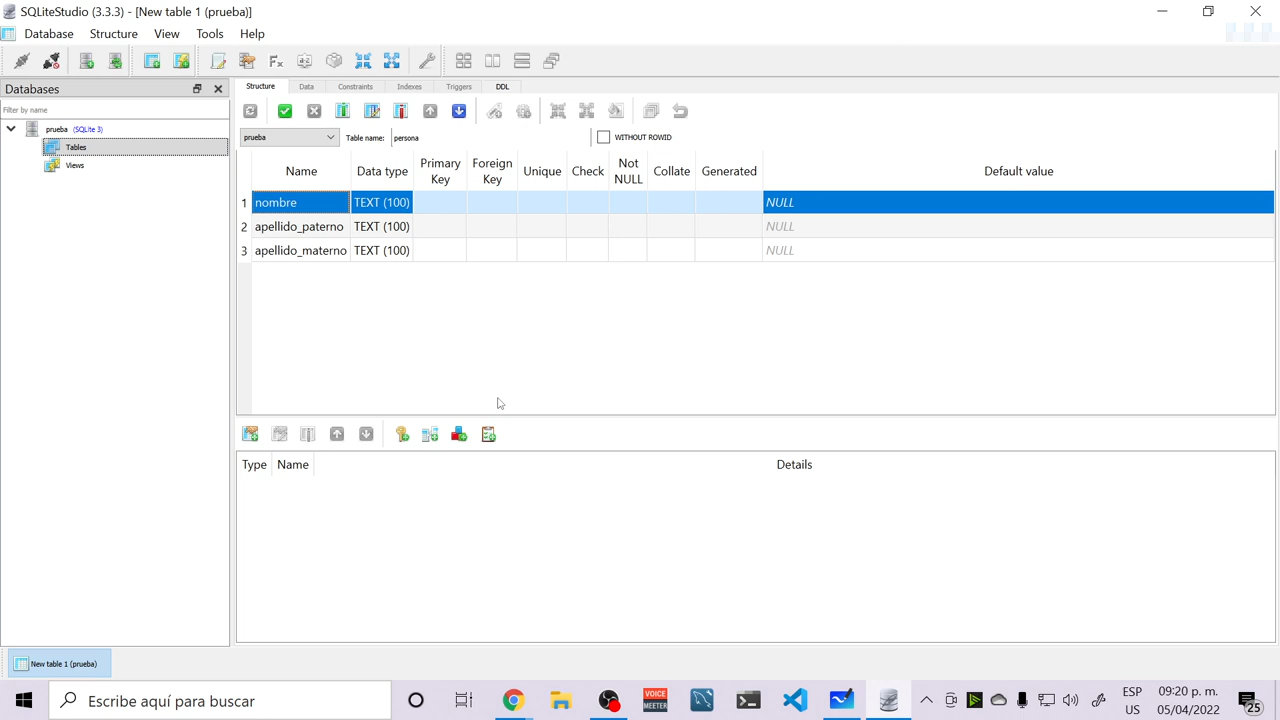 SQLiteStudio (3.3.3) - [New table 1 (prueba)]
Database Structure View Tools Help
Databases
Filter by name
prueba (SQLite 3)
Tables
Views
Structure Data Constraints Indexes Triggers DDL
prueba Table name: persona WITHOUT ROWID
Name Data type Primary Key Foreign Key Unique Check Not NULL Collate Generated Default value
1 nombre TEXT (100) NULL
2 apellido_paterno TEXT (100) NULL
3 apellido_materno TEXT (100) NULL
Type Name Details
New table 1 (prueba)
Escribe aquí para buscar
VOICE
MEETER
ESP
US
09:20 p. m.
05/04/2022
25